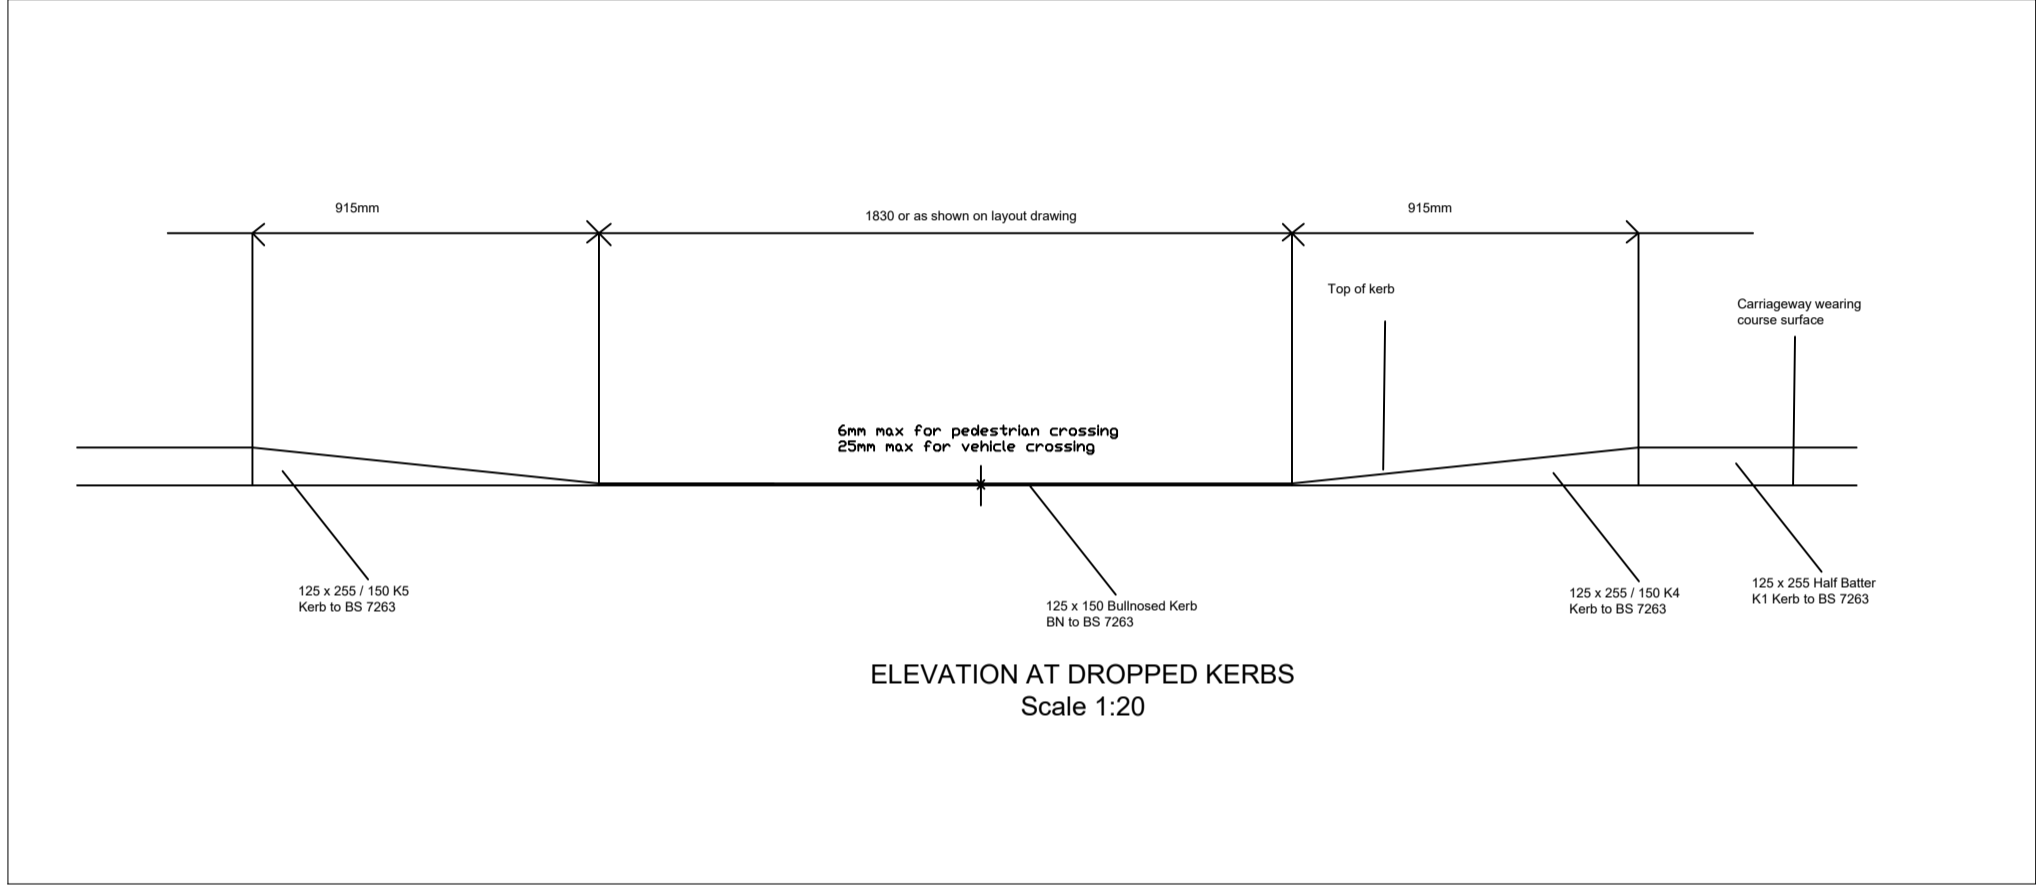 915mm
1830 or as shown on layout drawing
915mm
Top of kerb
Carriageway wearing
course surface
6mm max for pedestrian crossing
25mm max for vehicle crossing
125 x 255 / 150 K5
Kerb to BS 7263
125 x 150 Bullnosed Kerb
BN to BS 7263
125 x 255 / 150 K4
Kerb to BS 7263
125 x 255 Half Batter
K1 Kerb to BS 7263
ELEVATION AT DROPPED KERBS
Scale 1:20